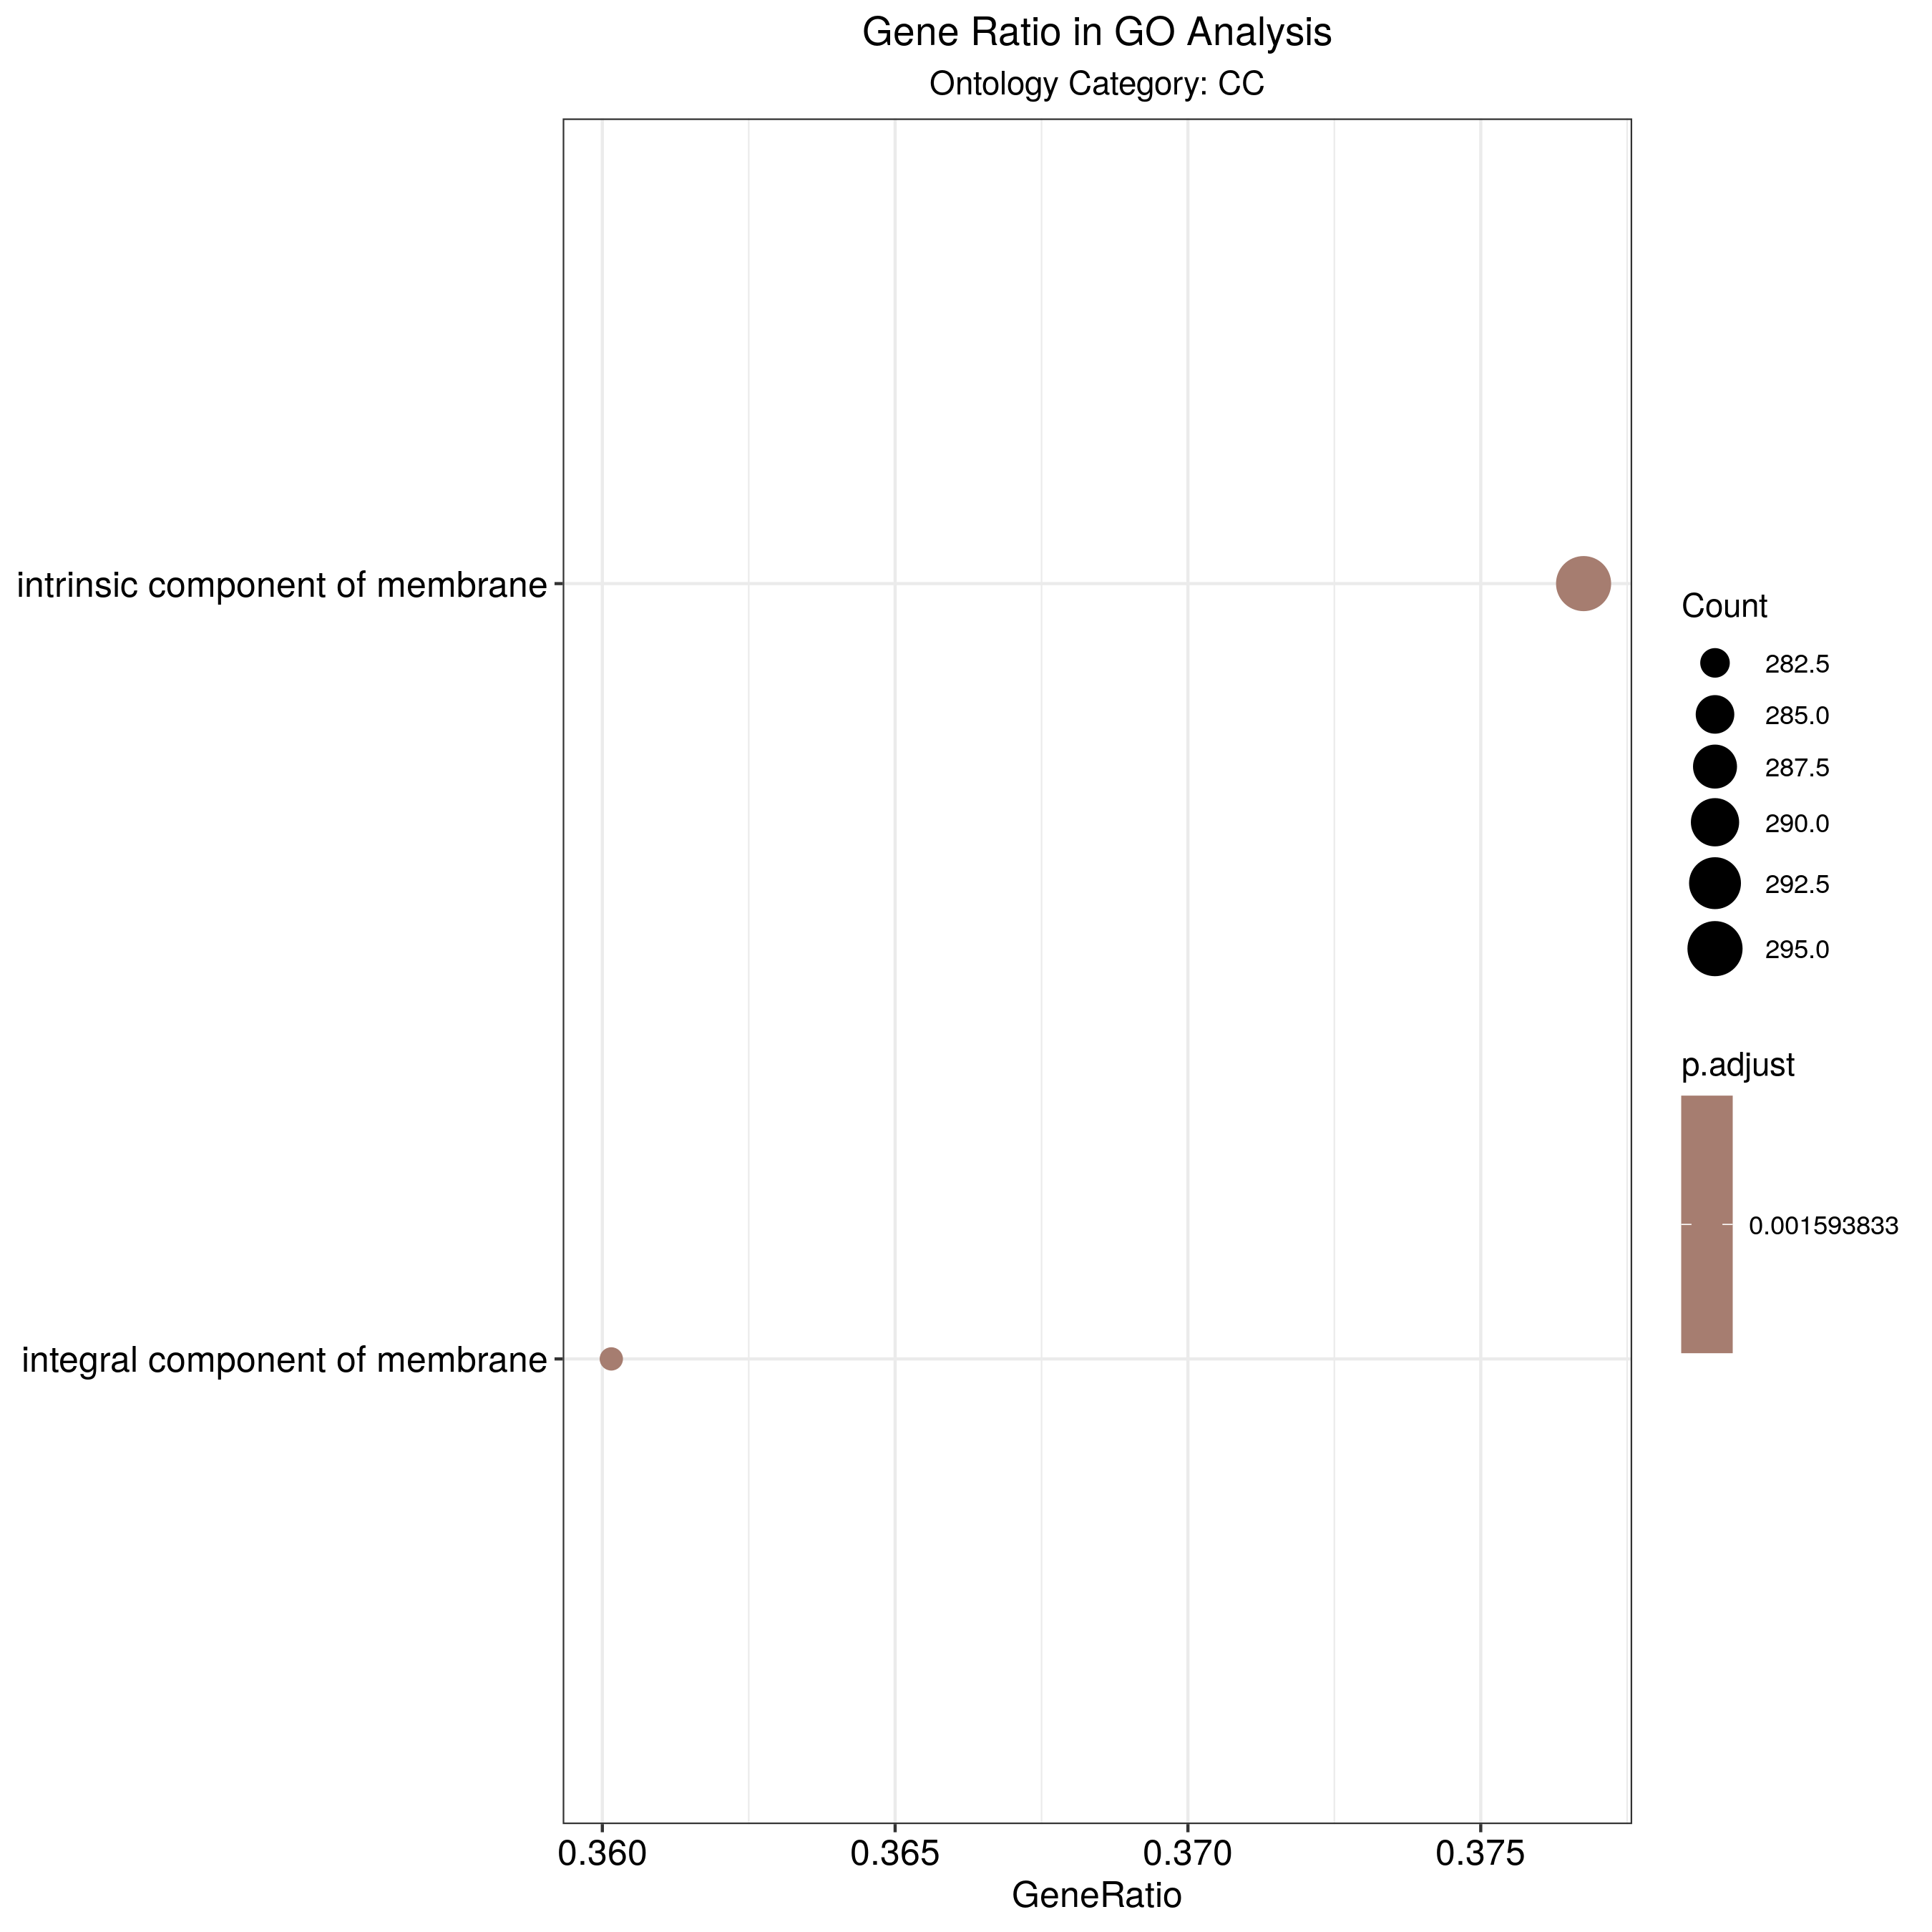 Gene Ratio in GO Analysis
Ontology Category: CC
intrinsic component of membrane
integral component of membrane
0.360 0.365 0.370 0.375
GeneRatio
Count
282.5
285.0
287.5
290.0
292.5
295.0
p.adjust
0.001593833